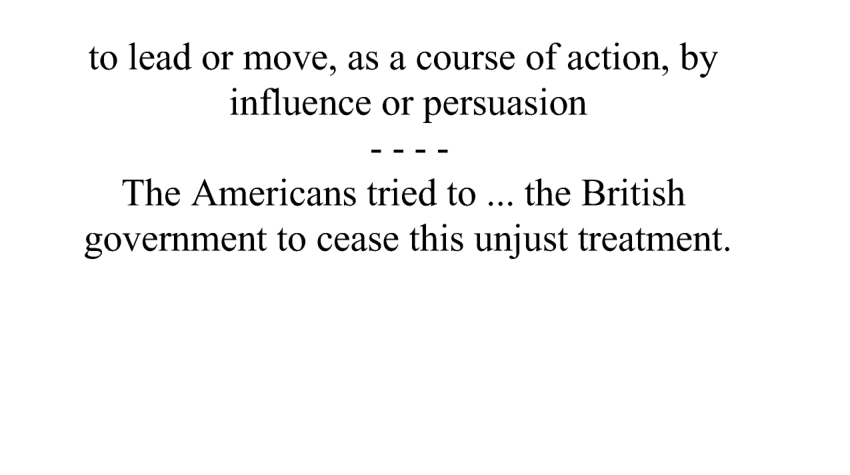 to lead or move, as a course of action, by
influence or persuasion
- - - -
The Americans tried to ... the British
government to cease this unjust treatment.